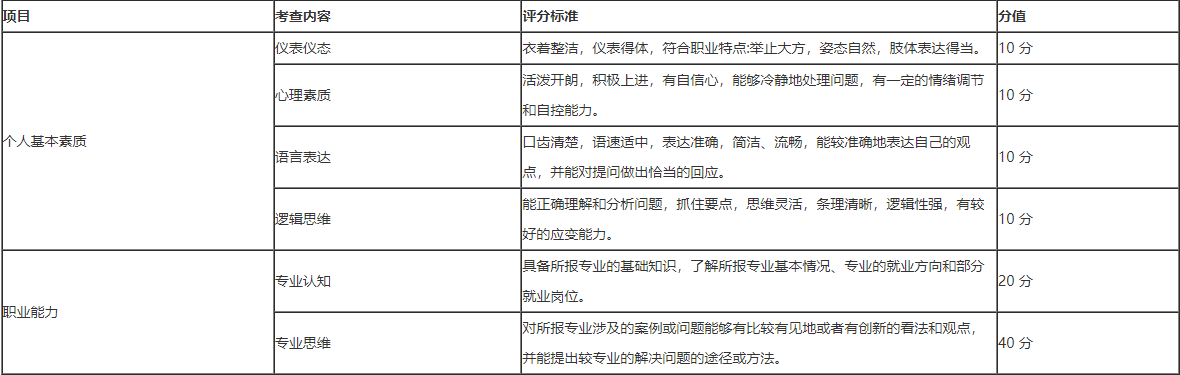 项目 考查内容 评分标准 分值
个人基本素质 仪表仪态 衣着整洁，仪表得体，符合职业特点;举止大方，姿态自然，肢体表达得当。 10 分
心理素质 活泼开朗，积极上进，有自信心，能够冷静地处理问题，有一定的情绪调节
和自控能力。 10 分
语言表达 口齿清楚，语速适中，表达准确，简洁、流畅，能较准确地表达自己的观
点，并能对提问做出恰当的回应。 10 分
逻辑思维 能正确理解和分析问题，抓住要点，思维灵活，条理清晰，逻辑性强，有较
好的应变能力。 10 分
职业能力 专业认知 具备所报专业的基础知识，了解所报专业基本情况、专业的就业方向和部分
就业岗位。 20 分
专业思维 对所报专业涉及的案例或问题能够有比较有见地或者有创新的看法和观点，
并能提出较专业的解决问题的途径或方法。 40 分